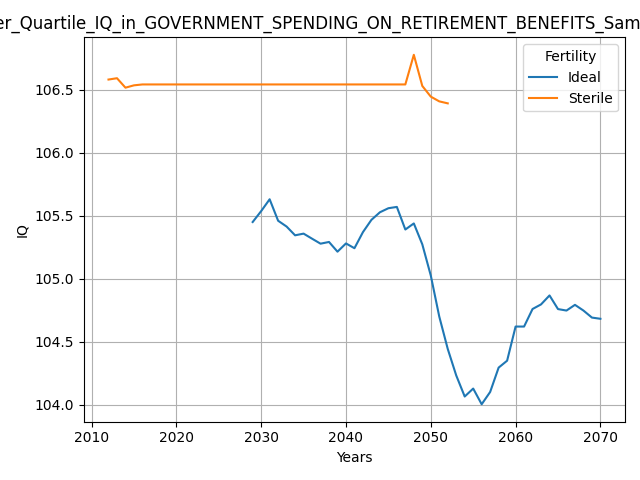 er_Quartile_IQ_in_GOVERNMENT_SPENDING_ON_RETIREMENT_BENEFITS_Sam
Fertility
Ideal
Sterile
106.5
106.0
105.5
105.0
104.5
104.0
IQ
2010 2020 2030 2040 2050 2060 2070
Years